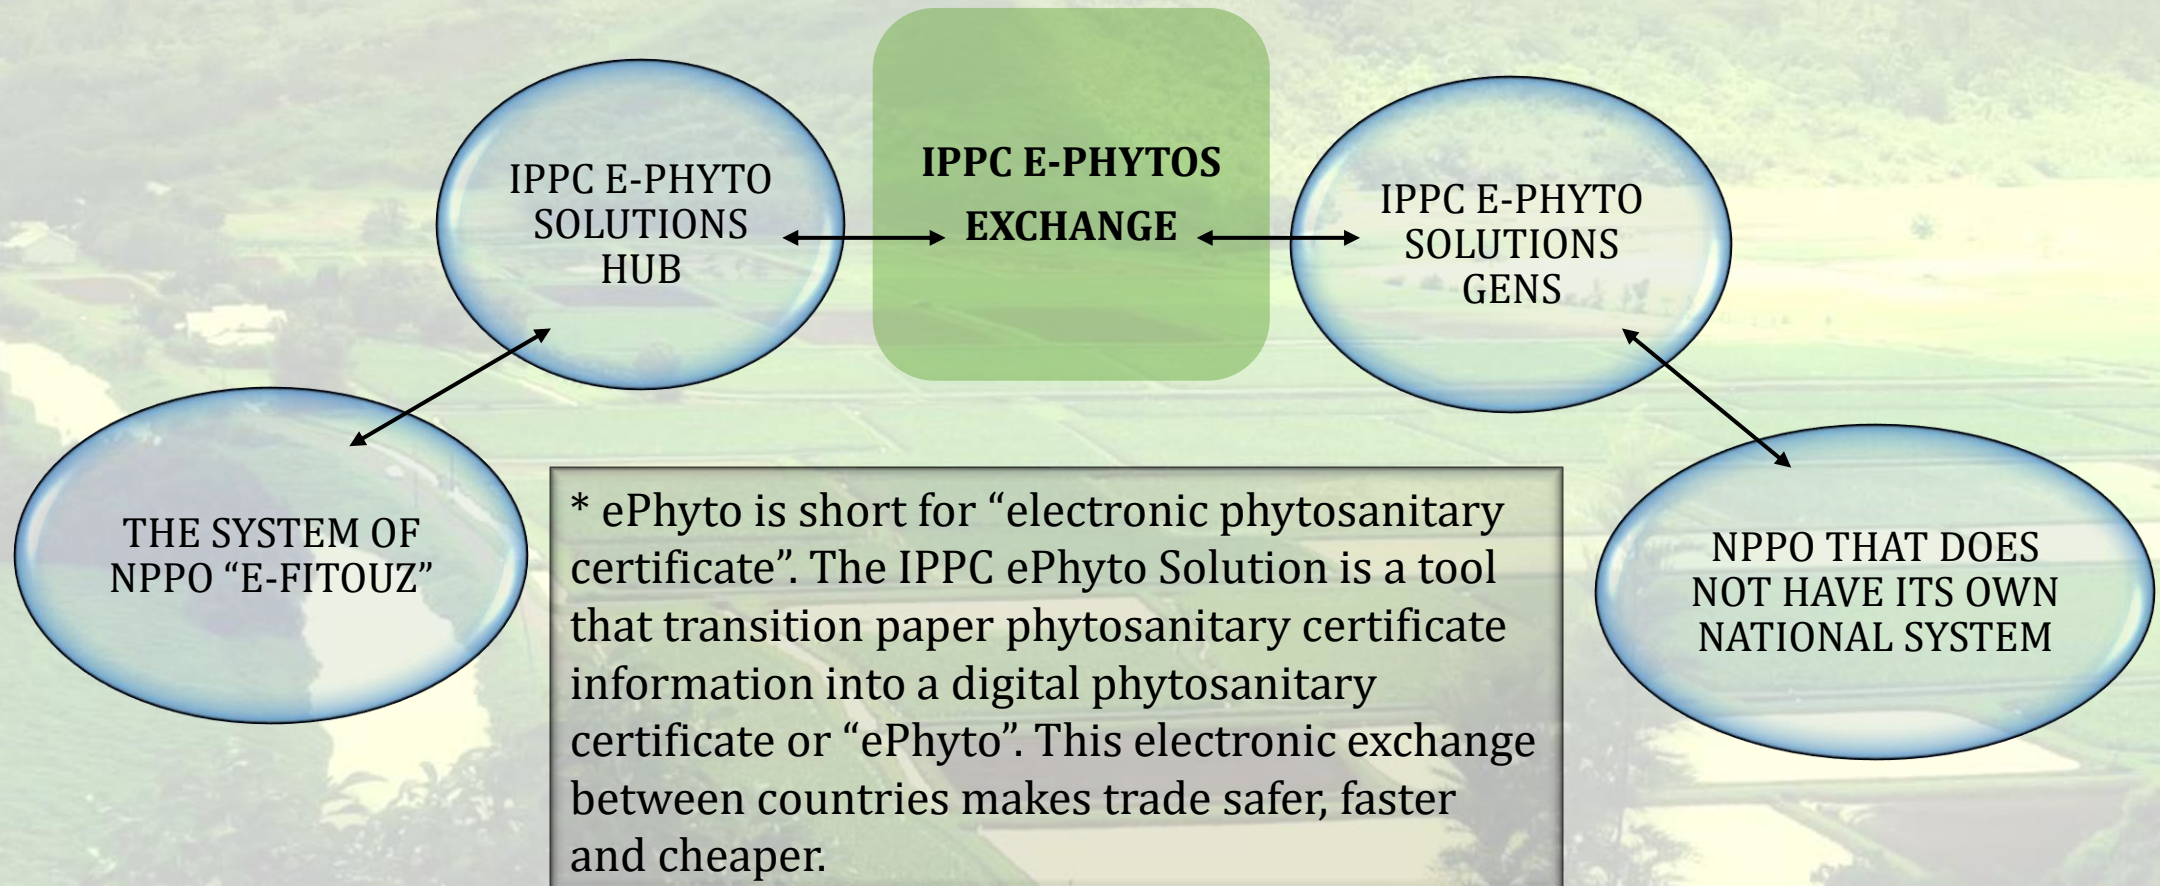 IPPC E-PHYTO
SOLUTIONS
HUB
IPPC E-PHYTOS
EXCHANGE
IPPC E-PHYTO
SOLUTIONS
GENS
THE SYSTEM OF
NPPO “E-FITOUZ”
* ePhyto is short for “electronic phytosanitary
certificate”. The IPPC ePhyto Solution is a tool
that transition paper phytosanitary certificate
information into a digital phytosanitary
certificate or “ePhyto”. This electronic exchange
between countries makes trade safer, faster
and cheaper.
NPPO THAT DOES
NOT HAVE ITS OWN
NATIONAL SYSTEM